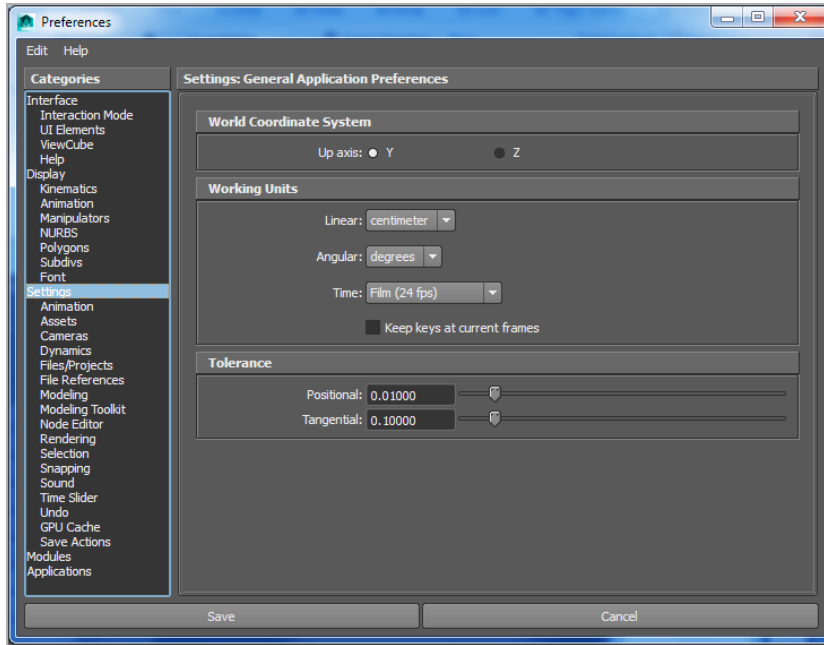 Preferences
Edit Help
Categories
Interface
Interaction Mode
UI Elements
ViewCube
Help
Display
Kinematics
Animation
Manipulators
NURBS
Polygons
Subdivs
Font
Settings
Animation
Assets
Cameras
Dynamics
Files/Projects
File References
Modeling
Modeling Toolkit
Node Editor
Rendering
Selection
Snapping
Sound
Time Slider
Undo
GPU Cache
Save Actions
Modules
Applications
Settings: General Application Preferences
World Coordinate System
Up axis: Y Z
Working Units
Linear: centimeter
Angular: degrees
Time: Film (24 fps)
Keep keys at current frames
Tolerance
Positional: 0.01000
Tangential: 0.10000
Save Cancel